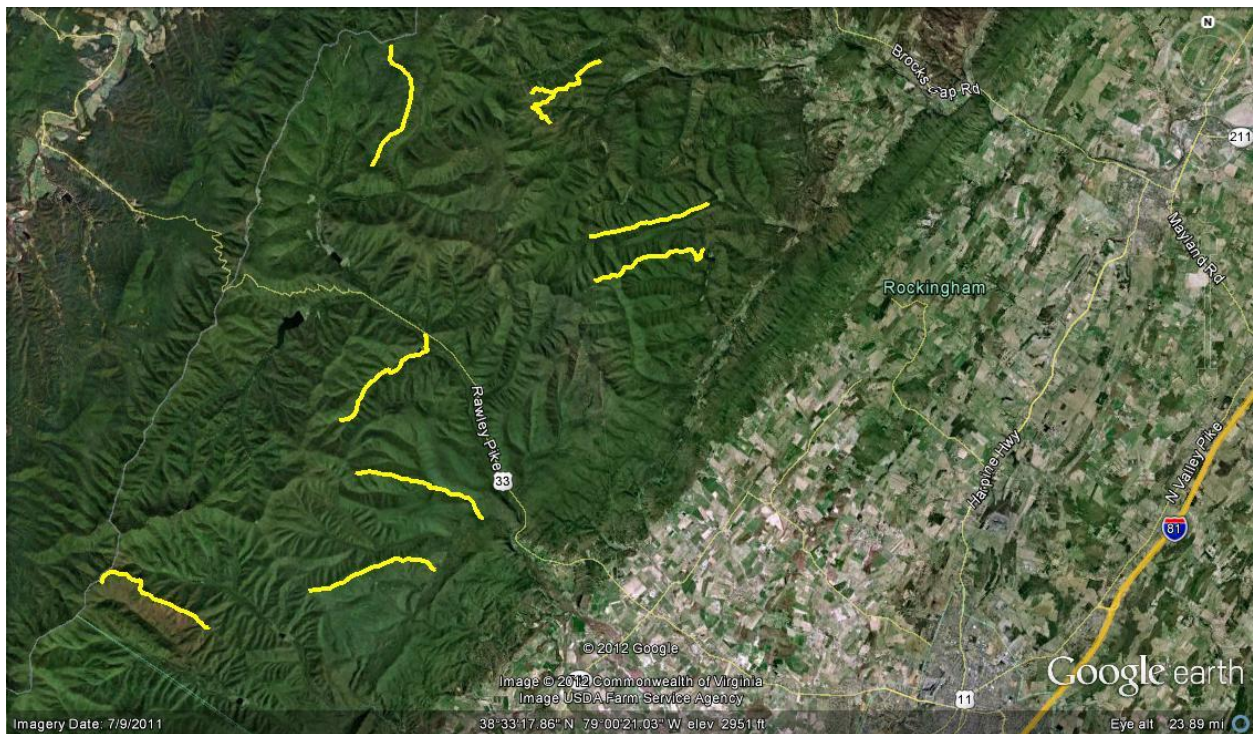 N
Brocks Gap Rd
211
Mayland Rd
Rockingham
Rawley Pike
33
Harpine Hwy
N Valley Pike
81
© 2012 Google
Image © 2012 Commonwealth of Virginia
Image USDA Farm Service Agency
Google earth
11
Imagery Date: 7/9/2011
38°33'17.86" N 79°00'21.03" W elev 2951 ft
Eye alt 23.89 mi